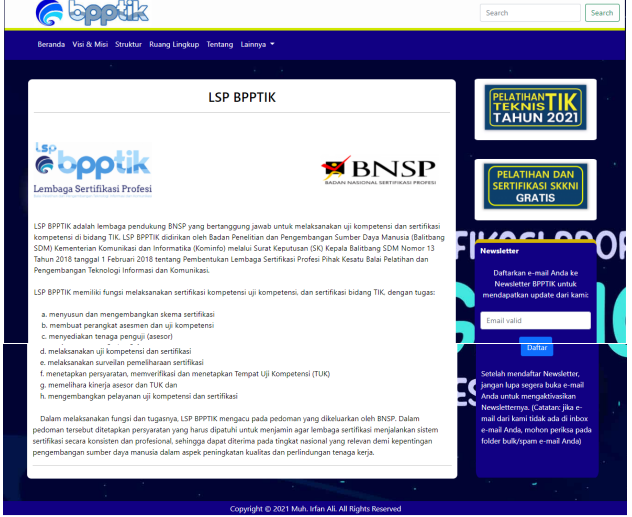 bpptik
Search
Search
Beranda Visi & Misi Struktur Ruang Lingkup Tentang Lainnya
LSP BPPTIK
lsp
bpptik
Lembaga Sertifikasi Profesi
BNSP
BADAN NASIONAL SERTIFIKASI PROFESI
LSP BPPTIK adalah lembaga pendukung BNSP yang bertanggung jawab untuk melaksanakan uji kompetensi dan sertifikasi
kompetensi di bidang TIK. LSP BPPTIK didirikan oleh Badan Penelitian dan Pengembangan Sumber Daya Manusia (Balitbang
SDM) Kementerian Komunikasi dan Informatika (Kominfo) melalui Surat Keputusan (SK) Kepala Balitbang SDM Nomor 13
Tahun 2018 tanggal 1 Februari 2018 tentang Pembentukan Lembaga Sertifikasi Profesi Pihak Kesatu Balai Pelatihan dan
Pengembangan Teknologi Informasi dan Komunikasi.
LSP BPPTIK memiliki fungsi melaksanakan sertifikasi kompetensi uji kompetensi, dan sertifikasi bidang TIK, dengan tugas:
a. menyusun dan mengembangkan skema sertifikasi
b. membuat perangkat asesmen dan uji kompetensi
c. menyediakan tenaga penguji (asesor)
d. melaksanakan uji kompetensi dan sertifikasi
e. melaksanakan surveilan pemeliharaan sertifikasi
f. menetapkan persyaratan, memverifikasi dan menetapkan Tempat Uji Kompetensi (TUK)
g. memelihara kinerja asesor dan TUK dan
h. mengembangkan pelayanan uji kompetensi dan sertifikasi
Dalam melaksanakan fungsi dan tugasnya, LSP BPPTIK mengacu pada pedoman yang dikeluarkan oleh BNSP. Dalam
pedoman tersebut ditetapkan persyaratan yang harus dipatuhi untuk menjamin agar lembaga sertifikasi menjalankan sistem
sertifikasi secara konsisten dan profesional, sehingga dapat diterima pada tingkat nasional yang relevan demi kepentingan
pengembangan sumber daya manusia dalam aspek peningkatan kualitas dan perlindungan tenaga kerja.
PELATIHAN TIK
TEKNIS
TAHUN 2021
PELATIHAN DAN
SERTIFIKASI SKKNI
GRATIS
Newsletter
Daftarkan e-mail Anda ke
Newsletter BPPTIK untuk
mendapatkan update dari kami:
Email valid
Daftar
Setelah mendaftar Newsletter,
jangan lupa segera buka e-mail
Anda untuk mengaktivasikan
Newsletternya. (Catatan: jika e-
mail dari kami tidak ada di inbox
e-mail Anda, mohon periksa pada
folder bulk/spam e-mail Anda)
Copyright © 2021 Muh. Irfan Ali. All Rights Reserved